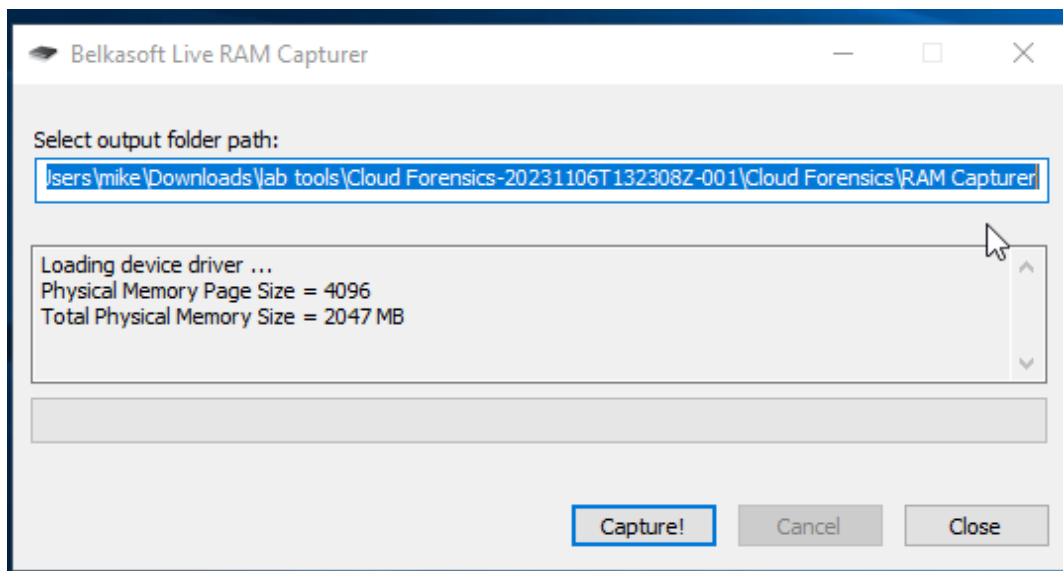 Belkasoft Live RAM Capturer
Select output folder path:
Jsers\mike\Downloads\lab tools\Cloud Forensics-20231106T132308Z-001\Cloud Forensics\RAM Capturer
Loading device driver ...
Physical Memory Page Size = 4096
Total Physical Memory Size = 2047 MB
Capture!
Cancel
Close